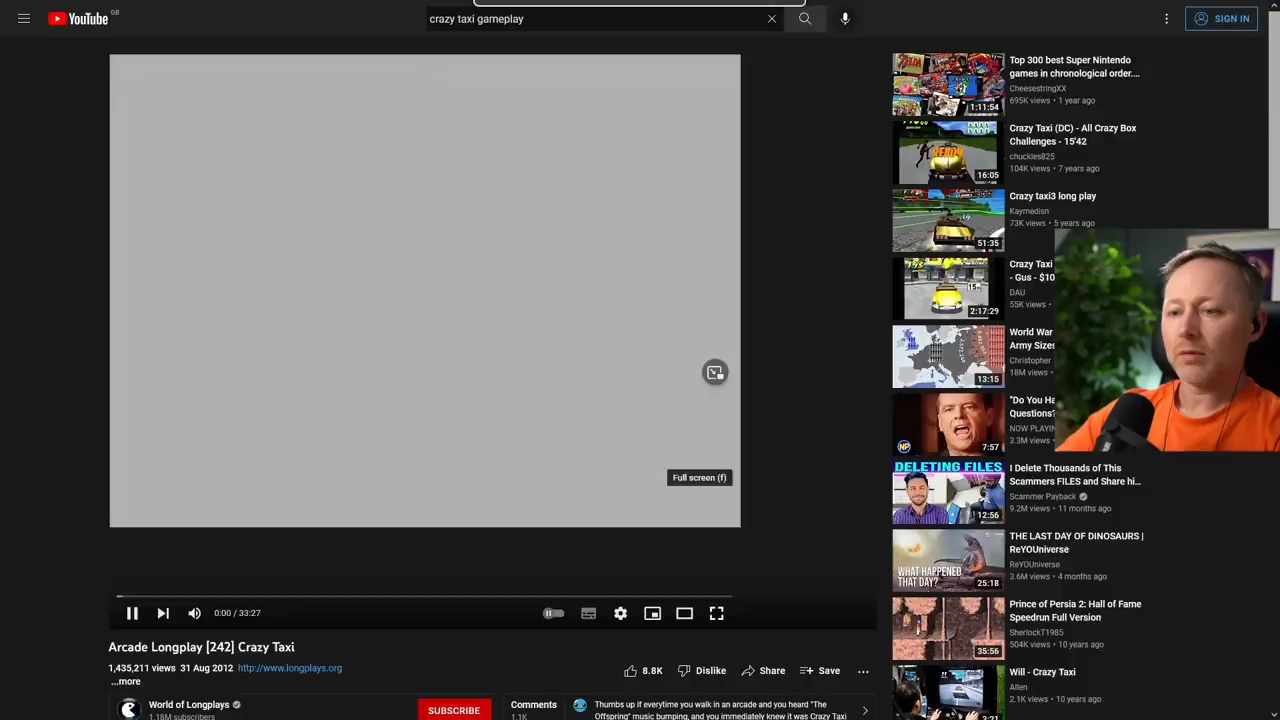 YouTube GB
crazy taxi gameplay
SIGN IN
Full screen (f)
0:00 / 33:27
Arcade Longplay [242] Crazy Taxi
1,435,211 views 31 Aug 2012 http://www.longplays.org
...more
8.8K
Dislike
Share
Save
World of Longplays
1.18M subscribers
SUBSCRIBE
Comments
1.1K
Thumbs up if everytime you walk in an arcade and you heard "The
Offspring" music bumping, and you immediately knew it was Crazy Taxi
1:11:54
Top 300 best Super Nintendo
games in chronological order....
CheesestringXX
695K views • 1 year ago
READY
16:05
Crazy Taxi (DC) - All Crazy Box
Challenges - 15'42
chuckles825
104K views • 7 years ago
51:35
Crazy taxi3 long play
Kaymedisn
73K views • 5 years ago
2:17:29
Crazy Taxi
- Gus - $10
DAU
55K views •
13:15
World War
Army Sizes
Christopher
18M views •
NP
7:57
"Do You Ha
Questions?
NOW PLAYIN
3.3M views •
DELETING FILES
12:56
I Delete Thousands of This
Scammers FILES and Share hi...
Scammer Payback
9.2M views • 11 months ago
WHAT HAPPENED
THAT DAY?
25:18
THE LAST DAY OF DINOSAURS |
ReYOUniverse
ReYOUniverse
3.6M views • 4 months ago
35:56
Prince of Persia 2: Hall of Fame
Speedrun Full Version
SherlockT1985
504K views • 10 years ago
3:21
Will - Crazy Taxi
Allen
2.1K views • 10 years ago